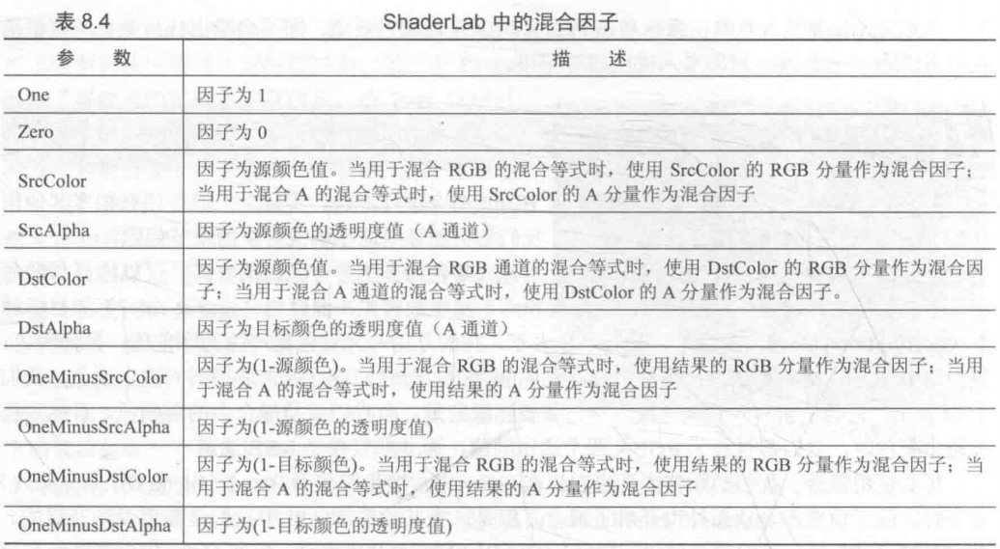 表 8.4 ShaderLab 中的混合因子
参 数 描 述
One 因子为 1
Zero 因子为 0
SrcColor 因子为源颜色值。当用于混合 RGB 的混合等式时，使用 SrcColor 的 RGB 分量作为混合因子；
当用于混合 A 的混合等式时，使用 SrcColor 的 A 分量作为混合因子
SrcAlpha 因子为源颜色的透明度值（A 通道）
DstColor 因子为源颜色值。当用于混合 RGB 通道的混合等式时，使用 DstColor 的 RGB 分量作为混合因
子；当用于混合 A 通道的混合等式时，使用 DstColor 的 A 分量作为混合因子。
DstAlpha 因子为目标颜色的透明度值（A 通道）
OneMinusSrcColor 因子为(1-源颜色)。当用于混合 RGB 的混合等式时，使用结果的 RGB 分量作为混合因子；当用
于混合 A 的混合等式时，使用结果的 A 分量作为混合因子
OneMinusSrcAlpha 因子为(1-源颜色的透明度值)
OneMinusDstColor 因子为(1-目标颜色)。当用于混合 RGB 的混合等式时，使用结果的 RGB 分量作为混合因子；当
用于混合 A 的混合等式时，使用结果的 A 分量作为混合因子
OneMinusDstAlpha 因子为(1-目标颜色的透明度值)